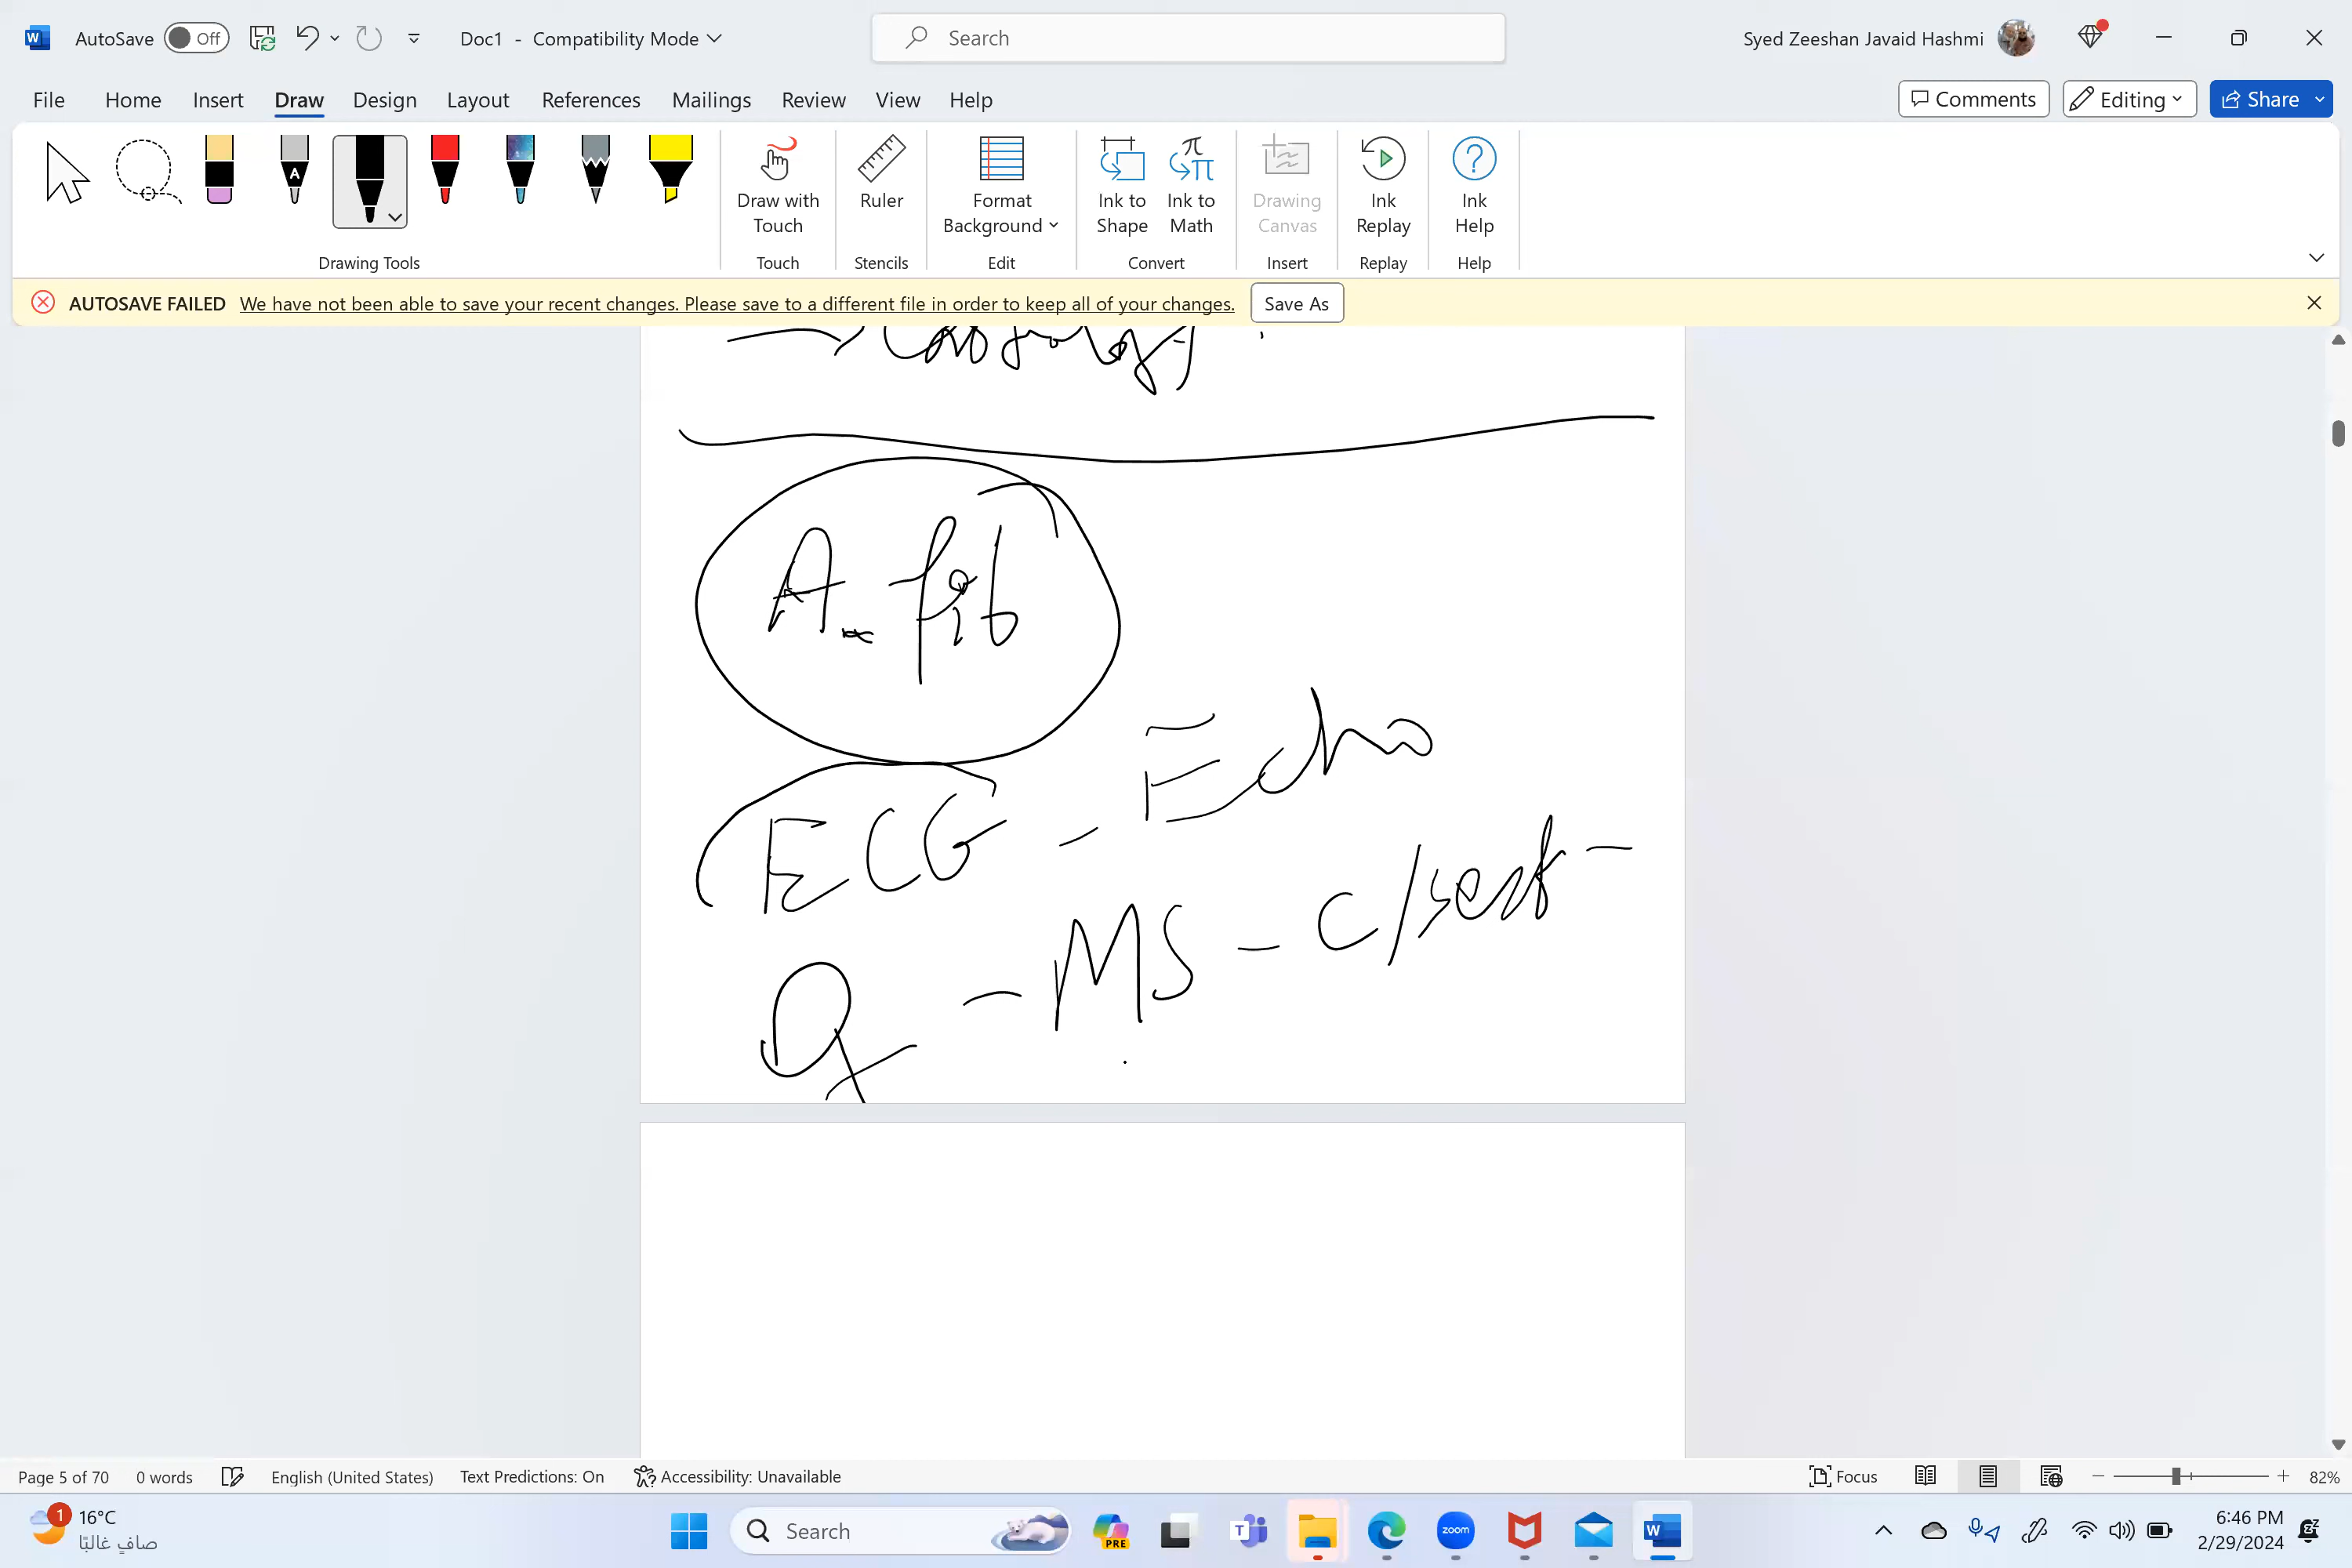 AutoSave Off Doc1 - Compatibility Mode Search Syed Zeeshan Javaid Hashmi
File Home Insert Draw Design Layout References Mailings Review View Help Comments Editing Share
A
Draw with Touch Ruler Format Background Ink to Shape Ink to Math Drawing Canvas Ink Replay Ink Help
Drawing Tools Touch Stencils Edit Convert Insert Replay Help
AUTOSAVE FAILED We have not been able to save your recent changes. Please save to a different file in order to keep all of your changes. Save As
A - fib
ECG - Echo
Q - MS - C/sect -
Page 5 of 70 0 words English (United States) Text Predictions: On Accessibility: Unavailable Focus 82%
1 16°C Search PRE zoom 6:46 PM
صافٍ غالبًا 2/29/2024